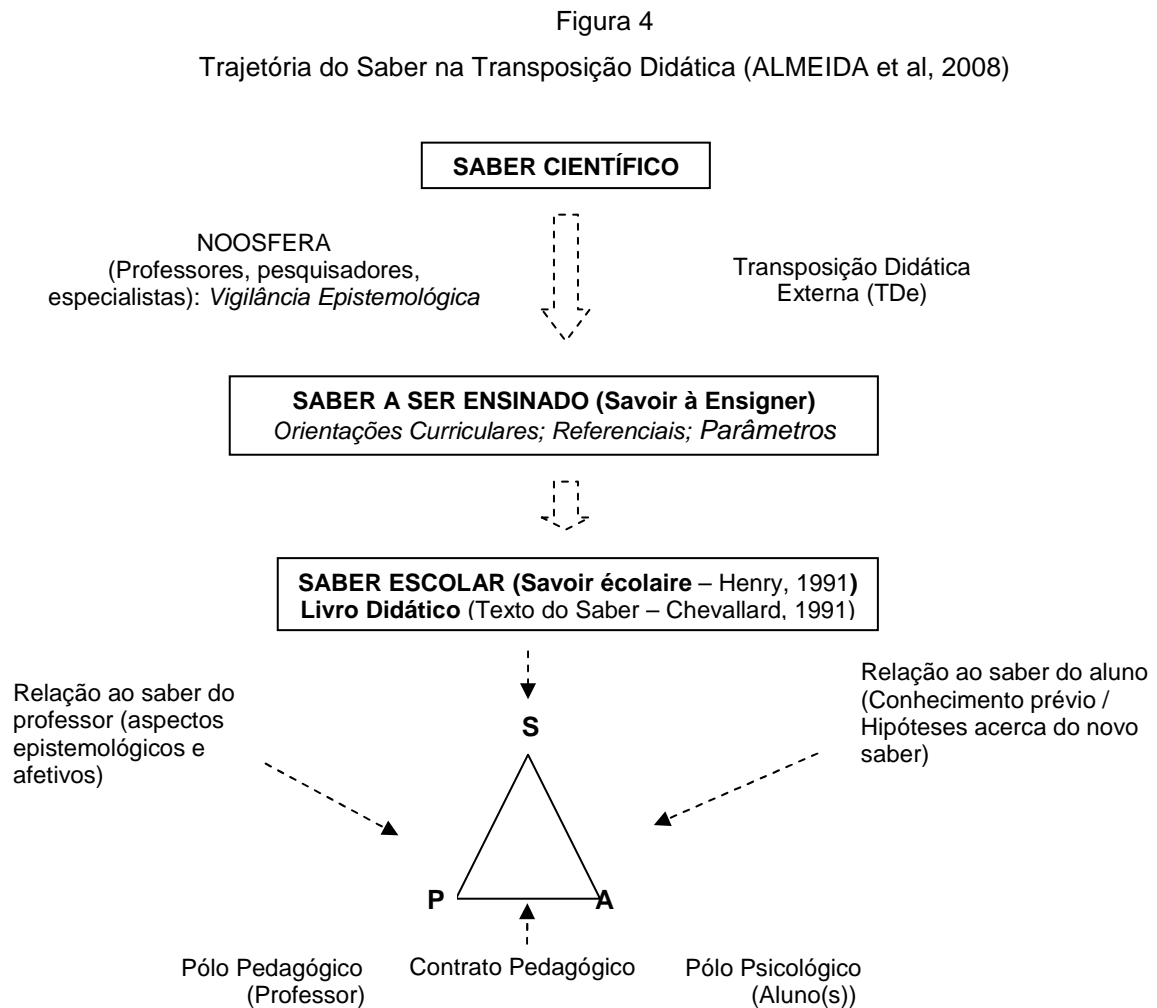 Figura 4
Trajetória do Saber na Transposição Didática (ALMEIDA et al, 2008)
SABER CIENTÍFICO
NOOSFERA
(Professores, pesquisadores,
especialistas): Vigilância Epistemológica
Transposição Didática
Externa (TDe)
SABER A SER ENSINADO (Savoir à Ensigner)
Orientações Curriculares; Referenciais; Parâmetros
SABER ESCOLAR (Savoir écolaire – Henry, 1991)
Livro Didático (Texto do Saber – Chevallard, 1991)
Relação ao saber do
professor (aspectos
epistemológicos e
afetivos)
Relação ao saber do aluno
(Conhecimento prévio /
Hipóteses acerca do novo
saber)
S
P
A
Pólo Pedagógico
(Professor)
Contrato Pedagógico
Pólo Psicológico
(Aluno(s))